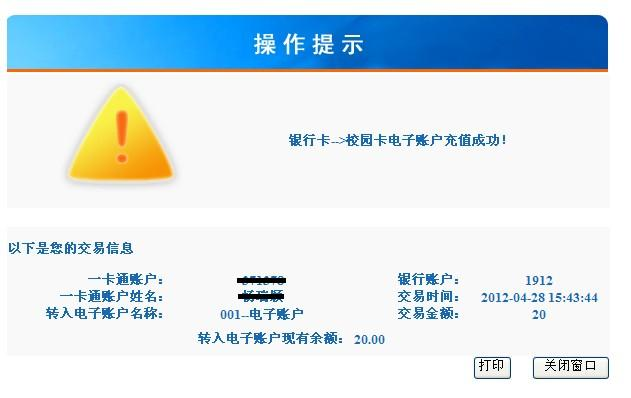 操作提示
银行卡-->校园卡电子账户充值成功!
以下是您的交易信息
一卡通账户: 银行账户: 1912
一卡通账户姓名: 交易时间: 2012-04-28 15:43:44
转入电子账户名称: 001--电子账户 交易金额: 20
转入电子账户现有余额: 20.00
打印 关闭窗口